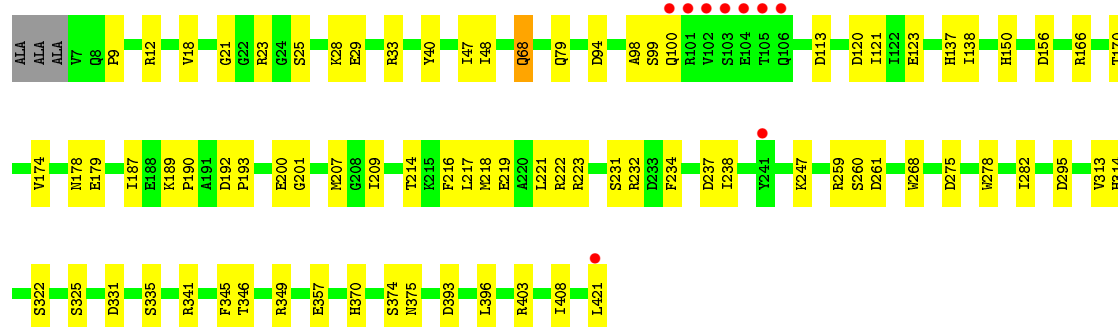 ALA ALA ALA V7 Q8 P9 R12 V18 G21 G22 R23 G24 S25 K28 E29 R33 Y40 I47 I48 Q68 Q79 D94 A98 S99 Q100 R101 V102 S103 E104 T105 Q106 D113 D120 I121 I122 E123 H137 I138 H150 D156 R166 T170
V174 N178 E179 I187 E188 K189 P190 A191 D192 P193 E200 G201 M207 G208 I209 T214 K215 F216 L217 M218 E219 A220 L221 R222 R223 S231 R232 D233 F234 D237 I238 Y241 K247 R259 S260 D261 W268 D275 W278 I282 D295 V313 H314
S322 S325 D331 S335 R341 F345 T346 R349 E357 H370 S374 N375 D393 L396 R403 I408 L421